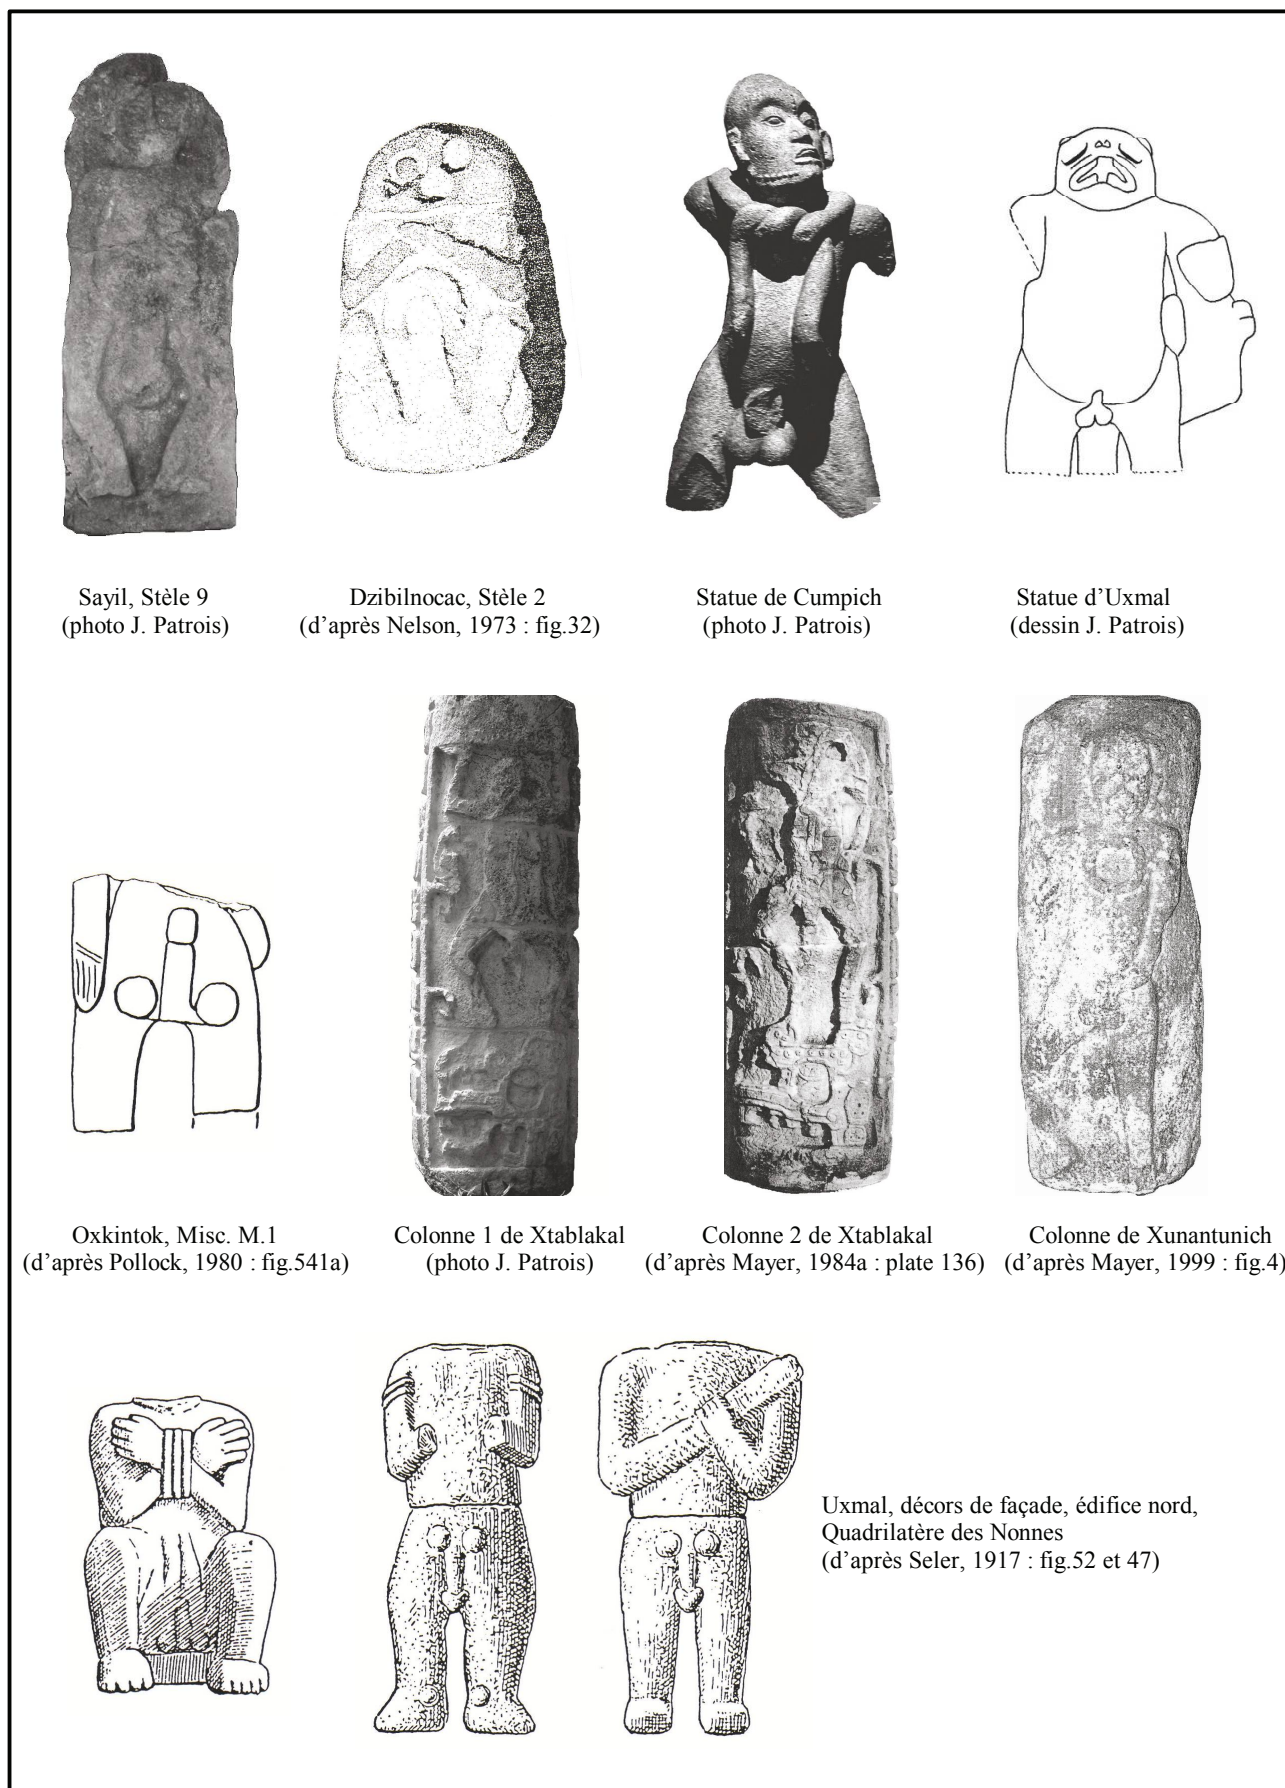 Sayil, Stèle 9
(photo J. Patrois)
Dzibilnocac, Stèle 2
(d’après Nelson, 1973 : fig.32)
Statue de Cumpich
(photo J. Patrois)
Statue d’Uxmal
(dessin J. Patrois)
Oxkintok, Misc. M.1
(d’après Pollock, 1980 : fig.541a)
Colonne 1 de Xtablakal
(photo J. Patrois)
Colonne 2 de Xtablakal
(d’après Mayer, 1984a : plate 136)
Colonne de Xunantunich
(d’après Mayer, 1999 : fig.4)
Uxmal, décors de façade, édifice nord,
Quadrilatère des Nonnes
(d’après Seler, 1917 : fig.52 et 47)